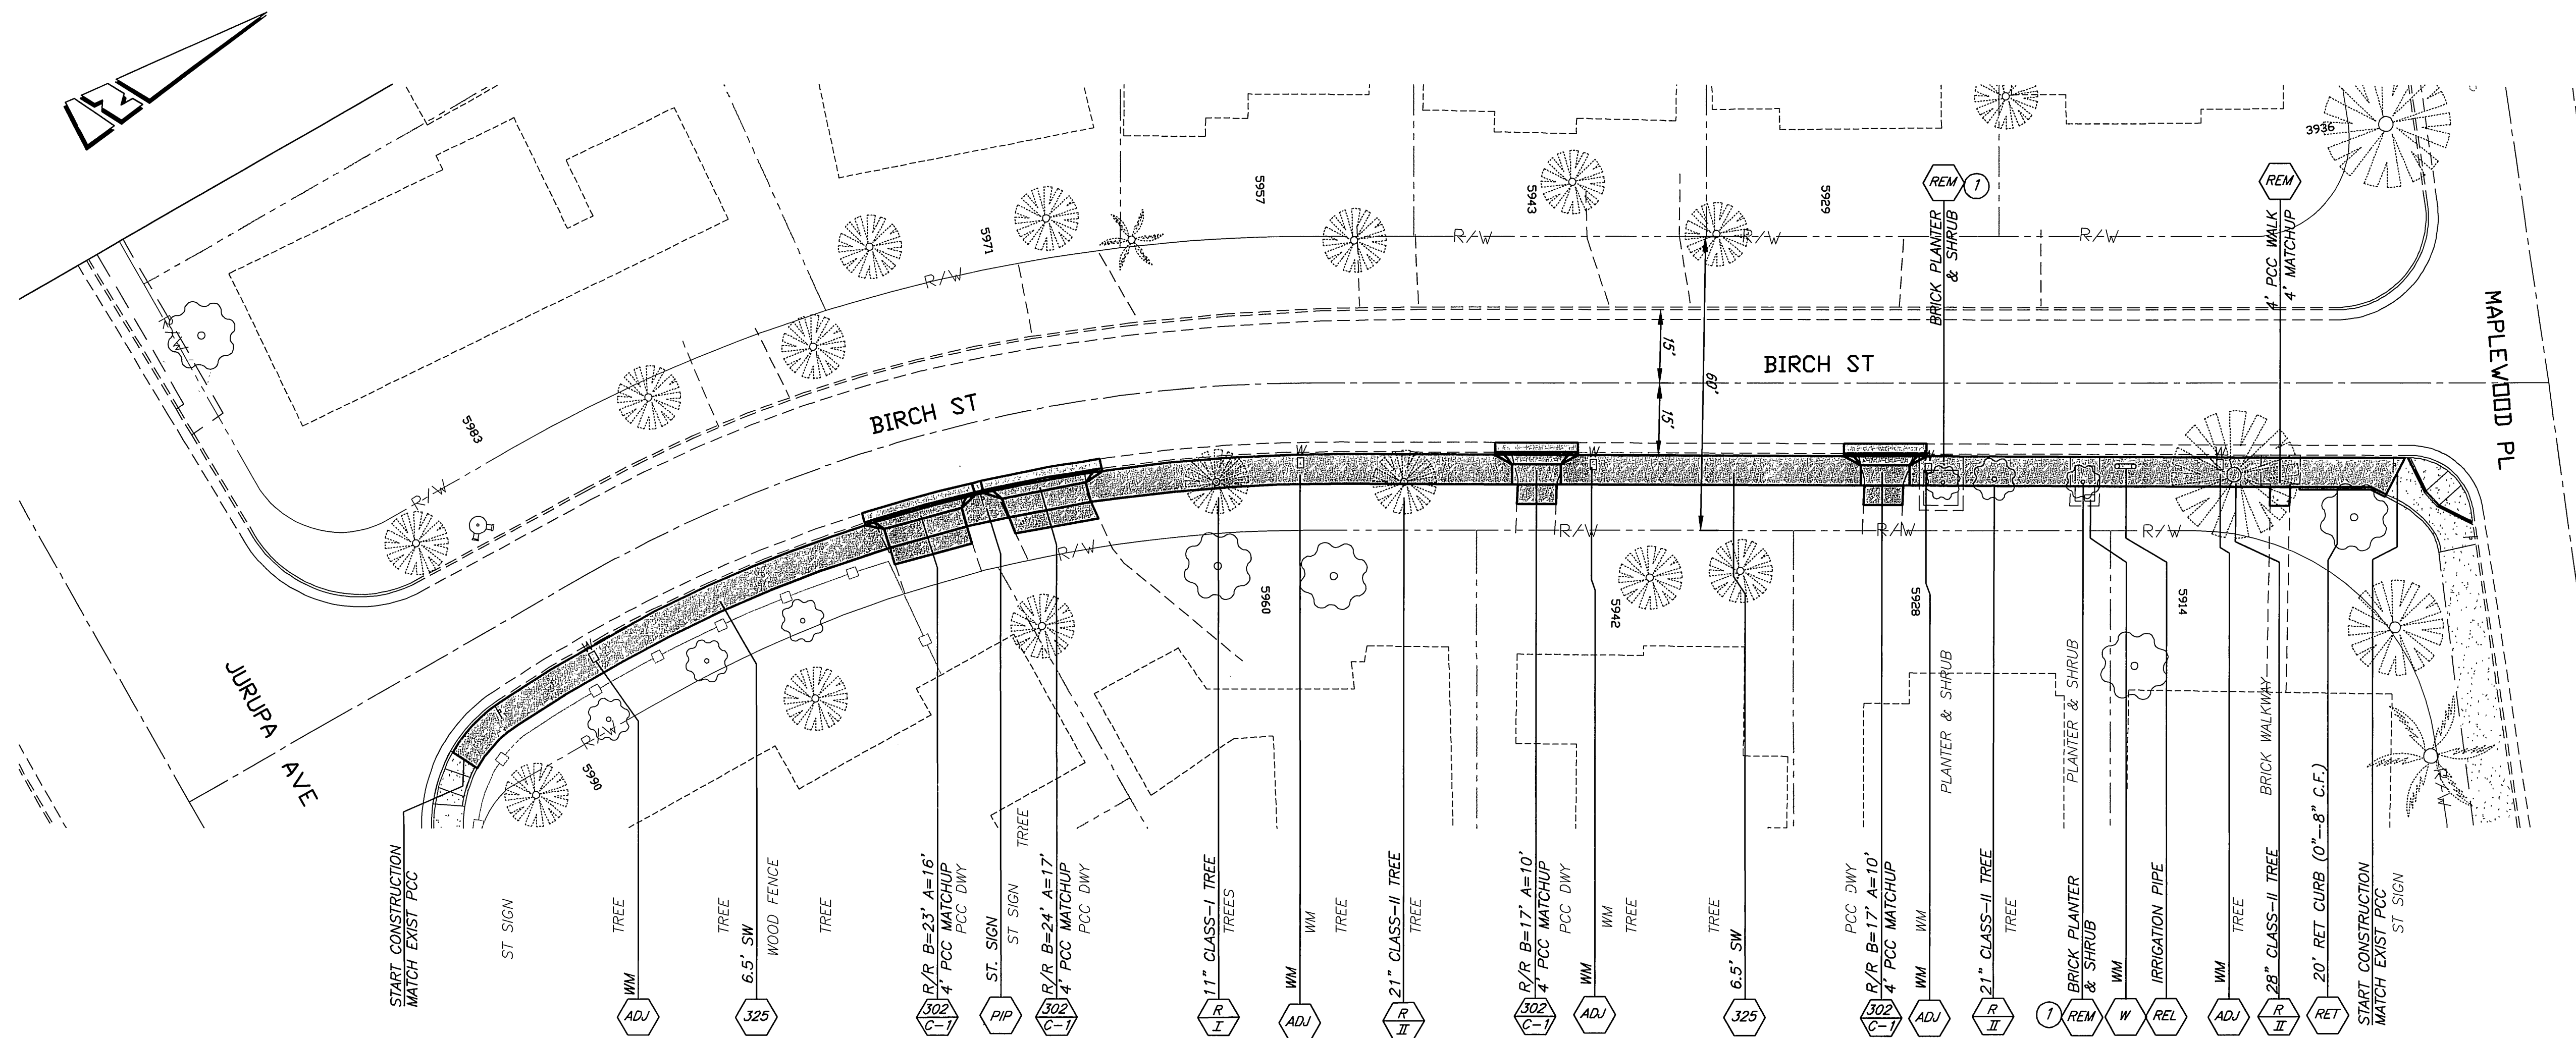 N
3936
5957
5943
5929
5971
5983
REM
1
BRICK PLANTER
& SHRUB
REM
4' PCC WALK
4' MATCHUP
R/W
R/W
R/W
R/W
R/W
R/W
15'
15'
60'
BIRCH ST
BIRCH ST
MAPLEWOOD PL
JURUPA
AVE
W
W
W
W
W
W
R/W
R/W
R/W
R/W
R/W
R/W
5960
5942
5928
5914
5990
START CONSTRUCTION
MATCH EXIST PCC
ST SIGN
TREE
WM
ADJ
TREE
6.5' SW
325
WOOD FENCE
TREE
R/R B=23' A=16'
4' PCC MATCHUP
302
C-1
PCC DWY
ST. SIGN
PIP
ST SIGN
TREE
R/R B=24' A=17'
4' PCC MATCHUP
302
C-1
PCC DWY
11" CLASS-I TREE
R
I
TREES
WM
ADJ
WM
TREE
21" CLASS-II TREE
R
II
TREE
R/R B=17' A=10'
4' PCC MATCHUP
302
C-1
PCC DWY
WM
ADJ
WM
TREE
TREE
6.5' SW
325
PCC DWY
R/R B=17' A=10'
4' PCC MATCHUP
302
C-1
WM
WM
ADJ
PLANTER & SHRUB
21" CLASS-II TREE
R
II
TREE
PLANTER & SHRUB
BRICK PLANTER
& SHRUB
1
REM
WM
W
IRRIGATION PIPE
REL
WM
ADJ
TREE
BRICK WALKWAY
28" CLASS-II TREE
R
II
20' RET CURB (0"-8" C.F.)
RET
START CONSTRUCTION
MATCH EXIST PCC
ST SIGN